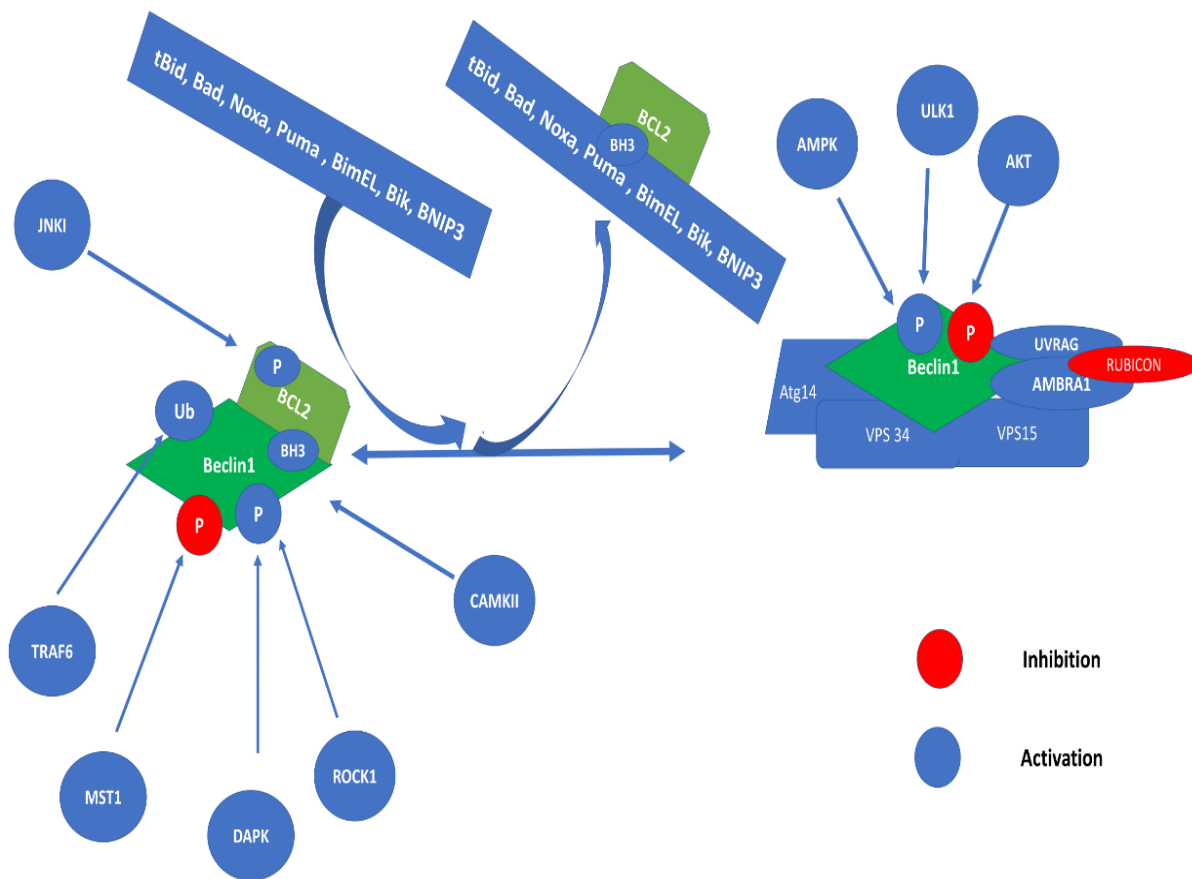 tBid, Bad, Noxa, Puma , BimEL, Bik, BNIP3
tBid, Bad, Noxa, Puma , BimEL, Bik, BNIP3
BCL2
BH3
AMPK
ULK1
AKT
JNKI
P
BCL2
Ub
BH3
Beclin1
P
P
P
P
Beclin1
UVRAG
RUBICON
AMBRA1
Atg14
VPS 34
VPS15
CAMKII
TRAF6
MST1
DAPK
ROCK1
Inhibition
Activation